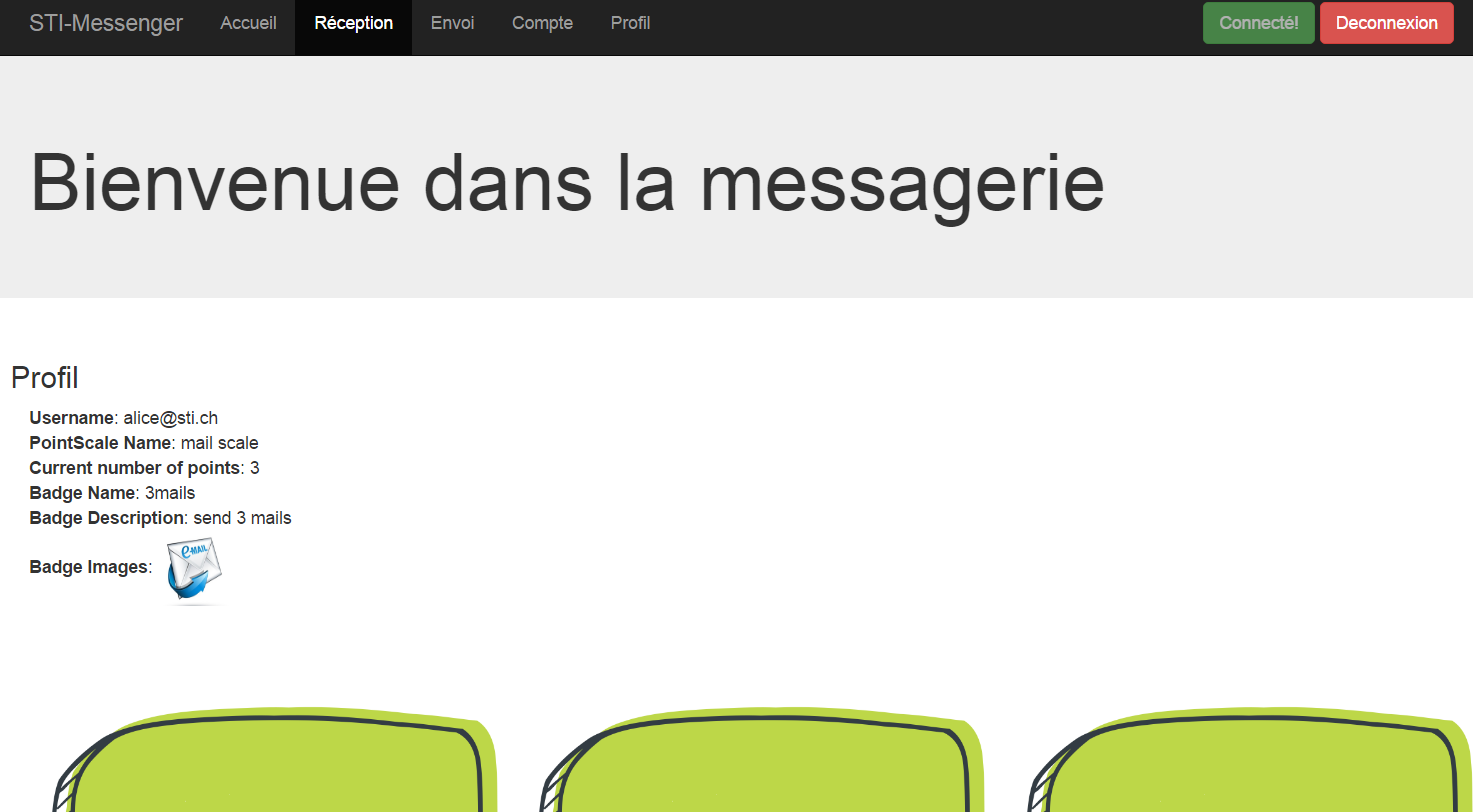 STI-Messenger Accueil Réception Envoi Compte Profil Connecté! Deconnexion
Bienvenue dans la messagerie
Profil
Username: alice@sti.ch
PointScale Name: mail scale
Current number of points: 3
Badge Name: 3mails
Badge Description: send 3 mails
Badge Images:
e-MAIL